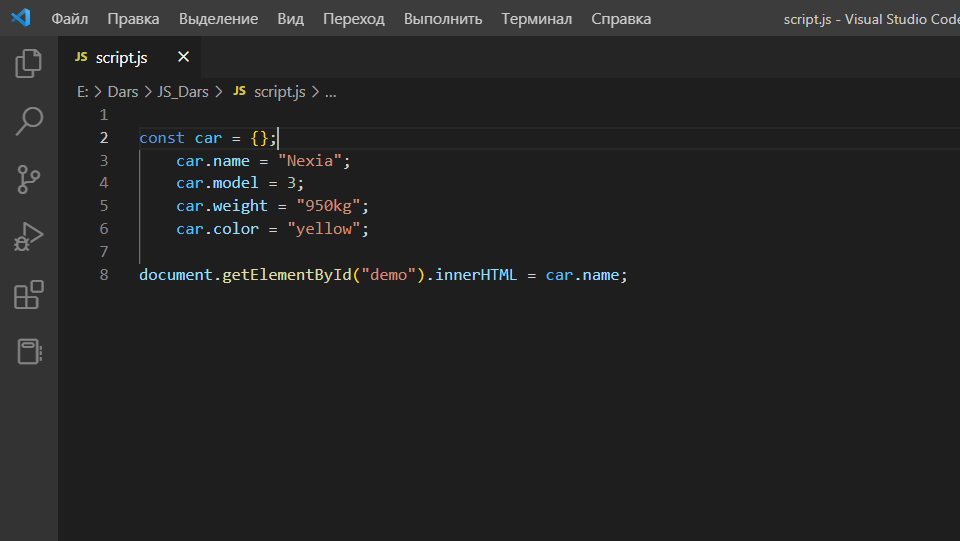 Файл Правка Выделение Вид Переход Выполнить Терминал Справка script.js - Visual Studio Code
JS script.js ×
E: > Dars > JS_Dars > JS script.js > ...
1
2 const car = {};
3 car.name = "Nexia";
4 car.model = 3;
5 car.weight = "950kg";
6 car.color = "yellow";
7
8 document.getElementById("demo").innerHTML = car.name;